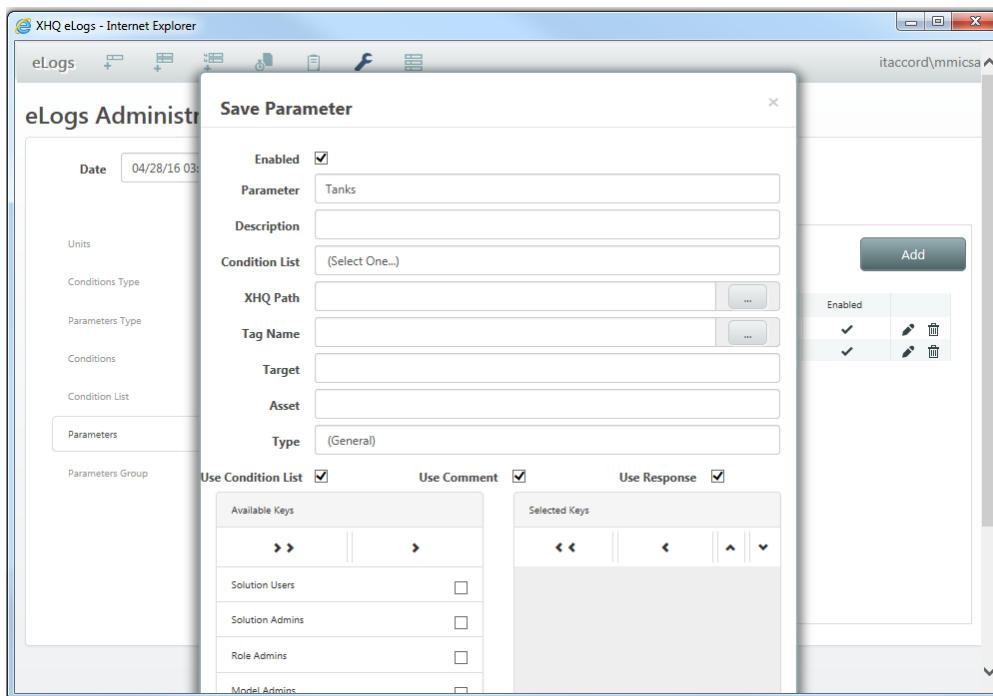 XHQ eLogs - Internet Explorer
eLogs
itaccord\mmicsa
eLogs Administr
Date 04/28/16 03:
Units
Conditions Type
Parameters Type
Conditions
Condition List
Parameters
Parameters Group
Save Parameter
Enabled
Parameter Tanks
Description
Condition List (Select One...)
XHQ Path ...
Tag Name ...
Target
Asset
Type (General)
Use Condition List Use Comment Use Response
Available Keys
>> >
Solution Users
Solution Admins
Role Admins
Model Admins
Selected Keys
<< <
Add
Enabled